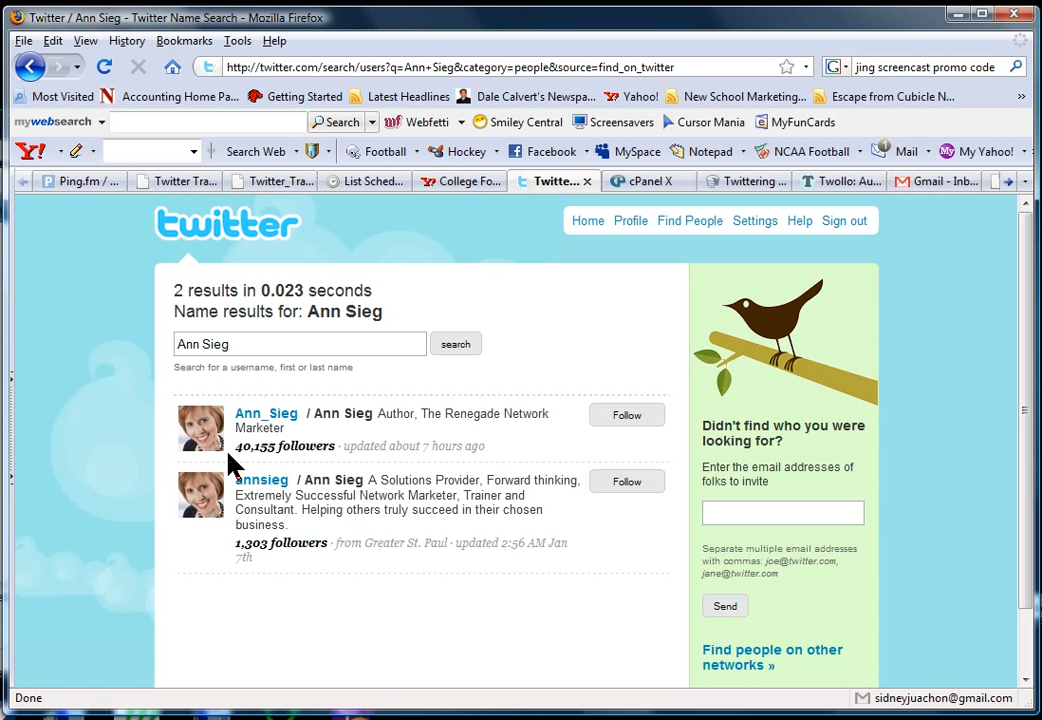 Twitter / Ann Sieg - Twitter Name Search - Mozilla Firefox
File Edit View History Bookmarks Tools Help
http://twitter.com/search/users?q=Ann+Sieg&category=people&source=find_on_twitter
jing screencast promo code
Most Visited Accounting Home Pa... Getting Started Latest Headlines Dale Calvert's Newspa... Yahoo! New School Marketing... Escape from Cubicle N... »
mywebsearch Search Webfetti Smiley Central Screensavers Cursor Mania MyFunCards
Y! Search Web Football Hockey Facebook MySpace Notepad NCAA Football Mail My Yahoo!
Ping.fm / ... Twitter Tra... Twitter_Tra... List Sched... College Fo... Twitte... cPanel X Twittering ... Twollo: Au... Gmail - Inb...
twitter
Home Profile Find People Settings Help Sign out
2 results in 0.023 seconds
Name results for: Ann Sieg
Ann Sieg
search
Search for a username, first or last name
Ann_Sieg / Ann Sieg Author, The Renegade Network
Marketer
40,155 followers · updated about 7 hours ago
Follow
annsieg / Ann Sieg A Solutions Provider, Forward thinking,
Extremely Successful Network Marketer, Trainer and
Consultant. Helping others truly succeed in their chosen
business.
1,303 followers · from Greater St. Paul · updated 2:56 AM Jan
7th
Follow
Didn't find who you were
looking for?
Enter the email addresses of
folks to invite
Separate multiple email addresses
with commas: joe@twitter.com,
jane@twitter.com
Send
Find people on other
networks »
Done
sidneyjuachon@gmail.com